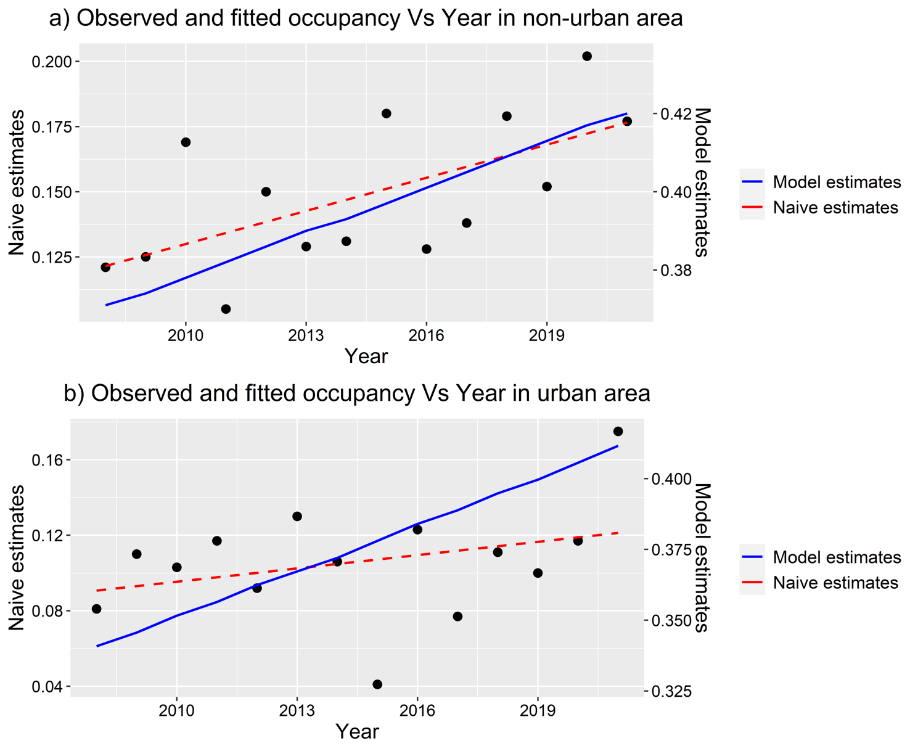 a) Observed and fitted occupancy Vs Year in non-urban area
0.200
0.175
0.150
0.125
Naive estimates
0.42
0.40
0.38
Model estimates
2010 2013 2016 2019
Year
Model estimates
Naive estimates
b) Observed and fitted occupancy Vs Year in urban area
0.16
0.12
0.08
0.04
Naive estimates
0.400
0.375
0.350
0.325
Model estimates
2010 2013 2016 2019
Year
Model estimates
Naive estimates